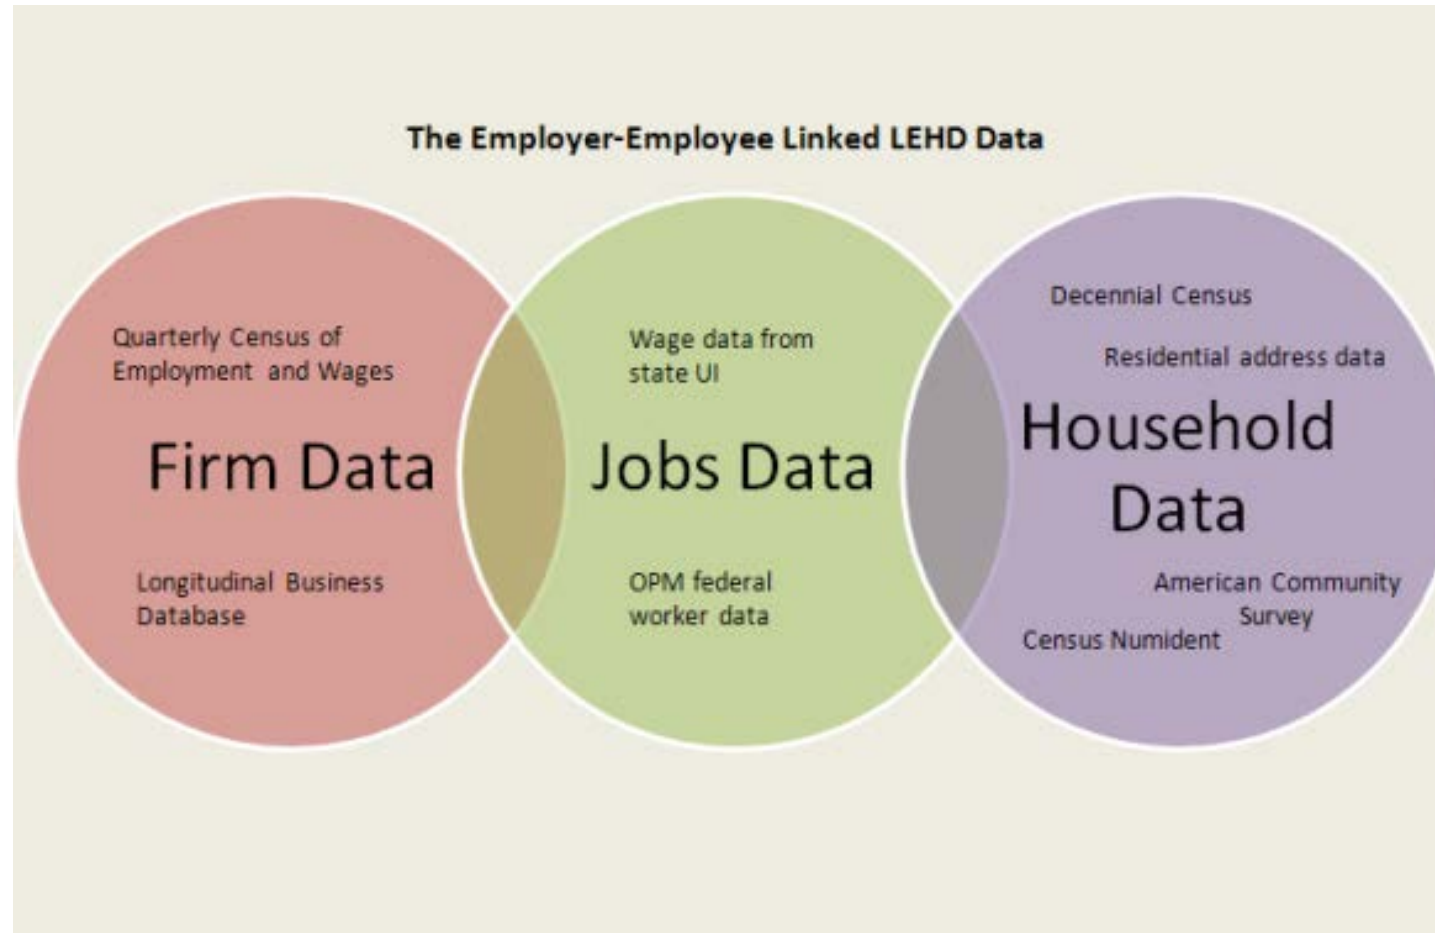 The Employer-Employee Linked LEHD Data
Quarterly Census of
Employment and Wages
Firm Data
Longitudinal Business
Database
Wage data from
state UI
Jobs Data
OPM federal
worker data
Decennial Census
Residential address data
Household
Data
American Community
Survey
Census Numident